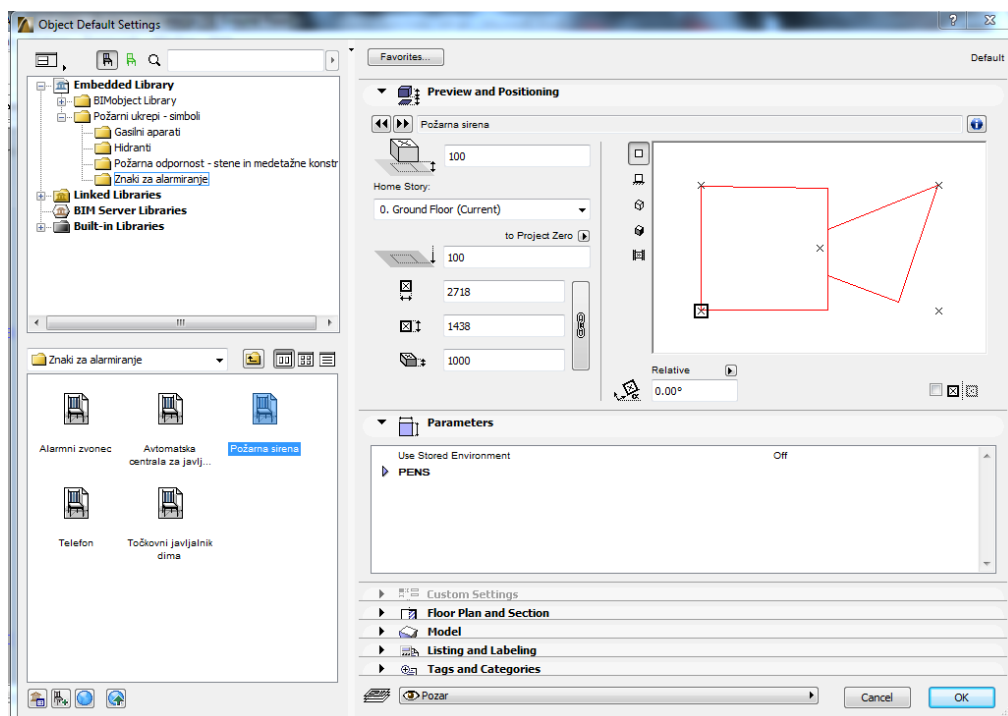 Object Default Settings
Favorites...
Default
Embedded Library
BIMobject Library
Požarni ukrepi - simboli
Gasilni aparati
Hidranti
Požarna odpornost - stene in medetažne konstr
Znaki za alarmiranje
Linked Libraries
BIM Server Libraries
Built-in Libraries
Znaki za alarmiranje
Alarmni zvonec
Avtomatska
centrala za javlj...
Požarna sirena
Telefon
Točkovni javljalnik
dima
Preview and Positioning
Požarna sirena
100
Home Story:
0. Ground Floor (Current)
to Project Zero
100
2718
1438
1000
Relative
0.00°
Parameters
Use Stored Environment
Off
PENS
Custom Settings
Floor Plan and Section
Model
Listing and Labeling
Tags and Categories
Pozar
Cancel
OK